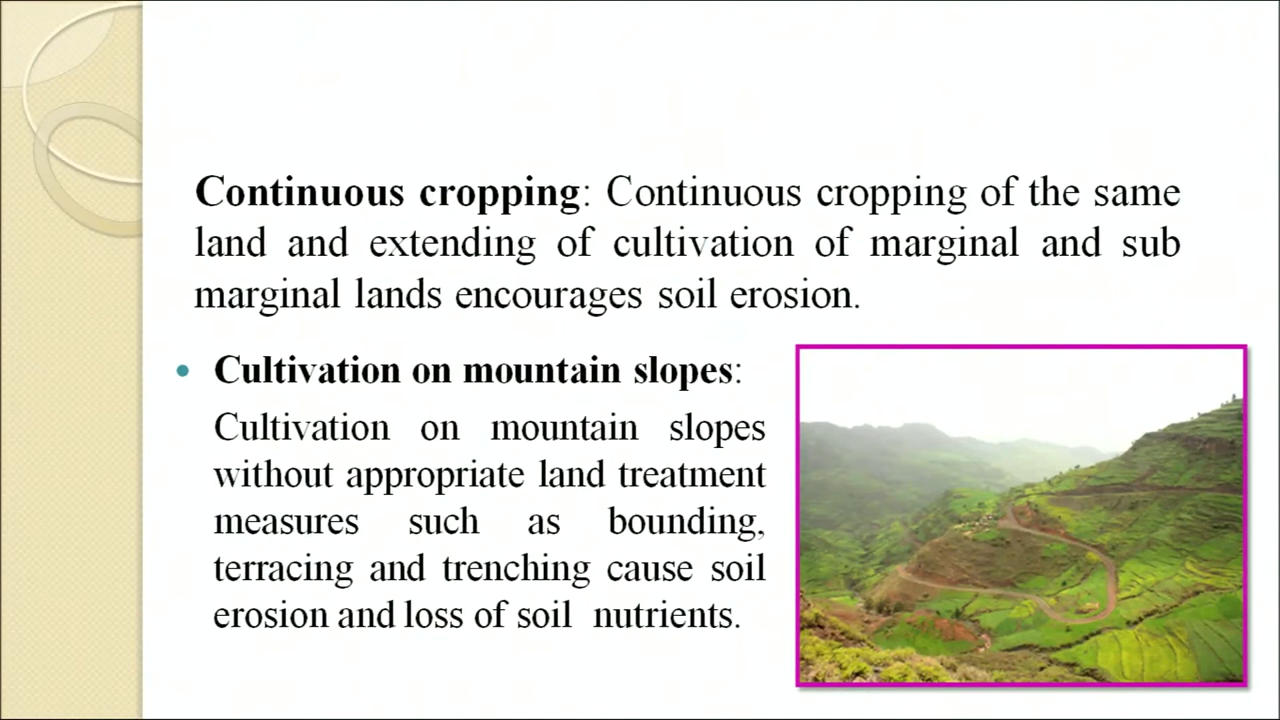 Continuous cropping: Continuous cropping of the same
land and extending of cultivation of marginal and sub
marginal lands encourages soil erosion.
• Cultivation on mountain slopes:
Cultivation on mountain slopes
without appropriate land treatment
measures such as bounding,
terracing and trenching cause soil
erosion and loss of soil nutrients.